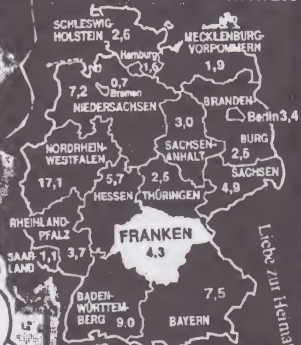 SCHLESWIG-
HOLSTEIN 2,6
MECKLENBURG-
VORPOMMERN
1,9
Hamburg
1,6
0,7
Bremen
7,2
NIEDERSACHSEN
BRANDEN-
Berlin 3,4
BURG
2,6
3,0
SACHSEN-
ANHALT
NORDRHEIN-
WESTFALEN
17,1
5,7
HESSEN
2,6
THÜRINGEN
SACHSEN
4,9
RHEINLAND-
PFALZ
3,7
SAAR-
LAND
1,1
FRANKEN
4.3
BADEN-
WÜRTTEM-
BERG 9,0
7,5
BAYERN
Liebe zur Heima